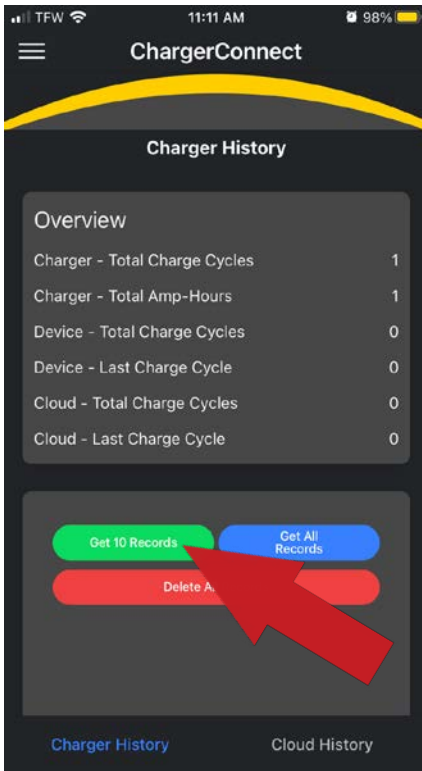 TFW 11:11 AM 98%
ChargerConnect
Charger History
Overview
Charger - Total Charge Cycles 1
Charger - Total Amp-Hours 1
Device - Total Charge Cycles 0
Device - Last Charge Cycle 0
Cloud - Total Charge Cycles 0
Cloud - Last Charge Cycle 0
Get 10 Records
Get All
Records
Delete
Charger History Cloud History